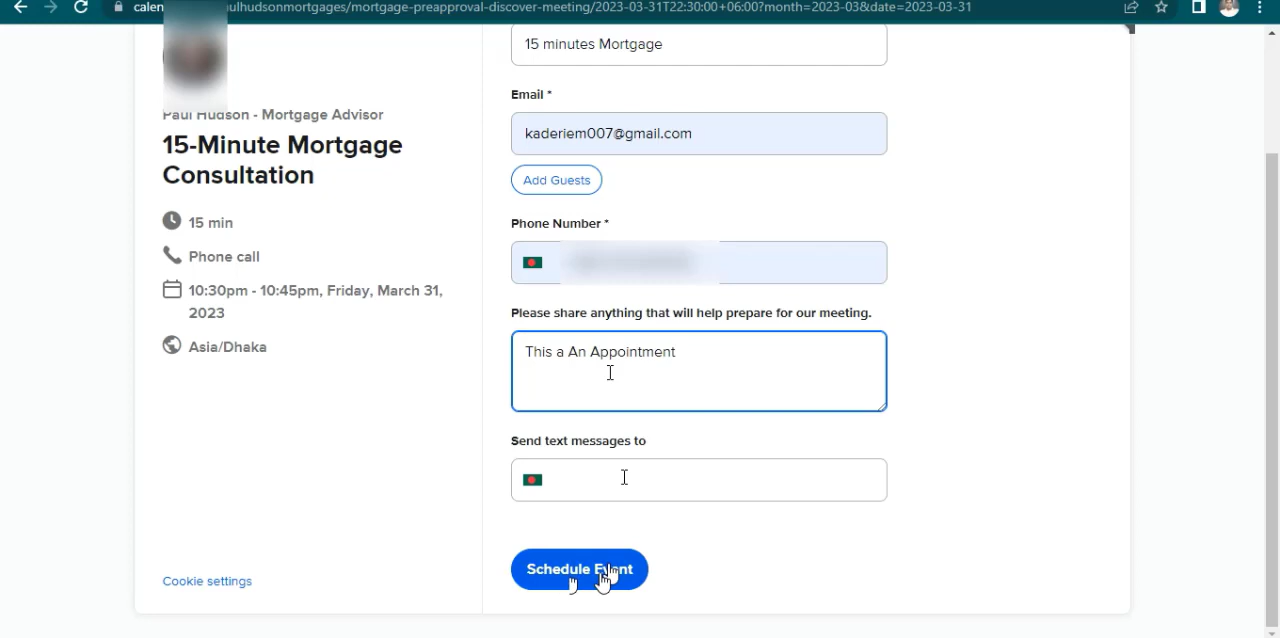 calen
ulhudsonmortgages/mortgage-preapproval-discover-meeting/2023-03-31T22:30:00+06:00?month=2023-03&date=2023-03-31
Paul Hudson - Mortgage Advisor
15-Minute Mortgage
Consultation
15 min
Phone call
10:30pm - 10:45pm, Friday, March 31,
2023
Asia/Dhaka
Cookie settings
15 minutes Mortgage
Email *
kaderiem007@gmail.com
Add Guests
Phone Number *
Please share anything that will help prepare for our meeting.
This a An Appointment
Send text messages to
Schedule Event